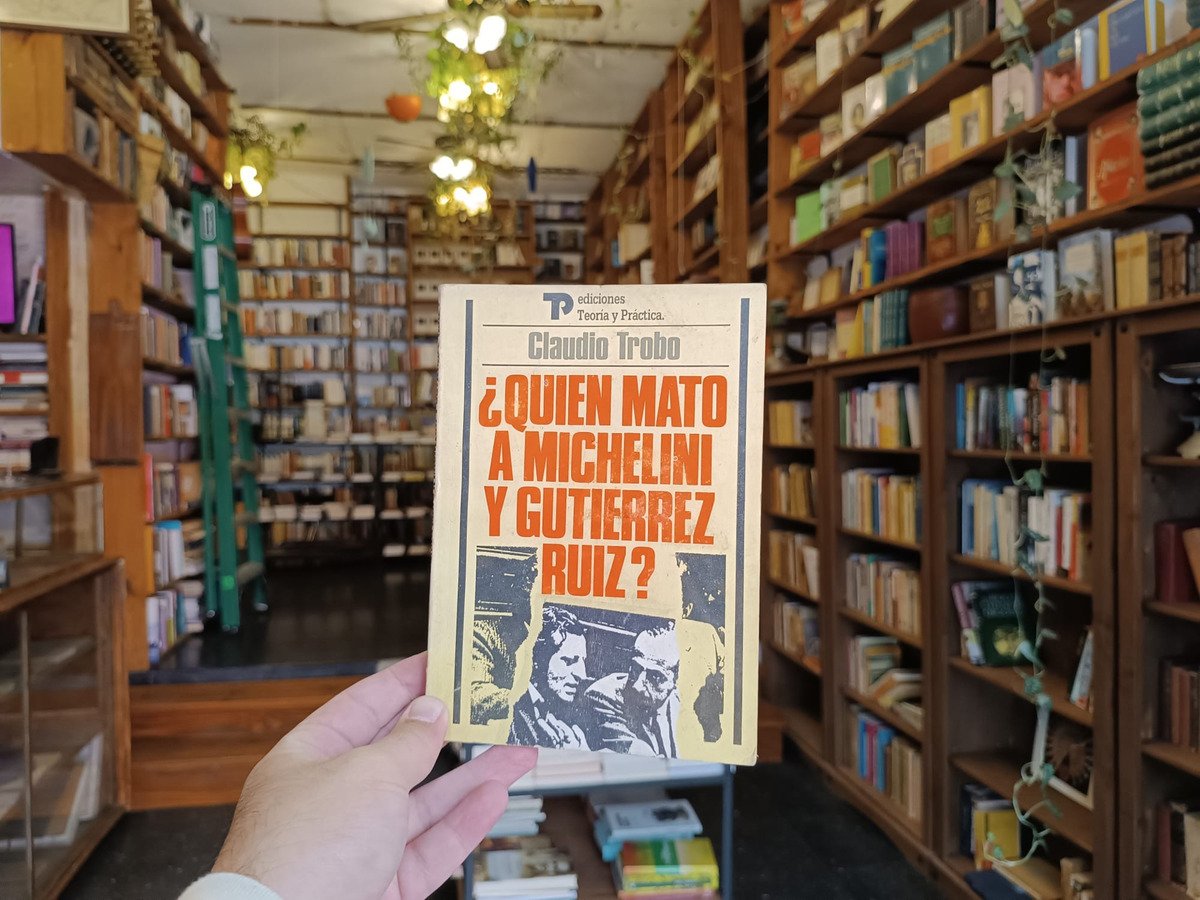 TP ediciones
Teoría y Práctica.
Claudio Trobo
¿QUIEN MATO
A MICHELINI
Y GUTIERREZ
RUIZ?